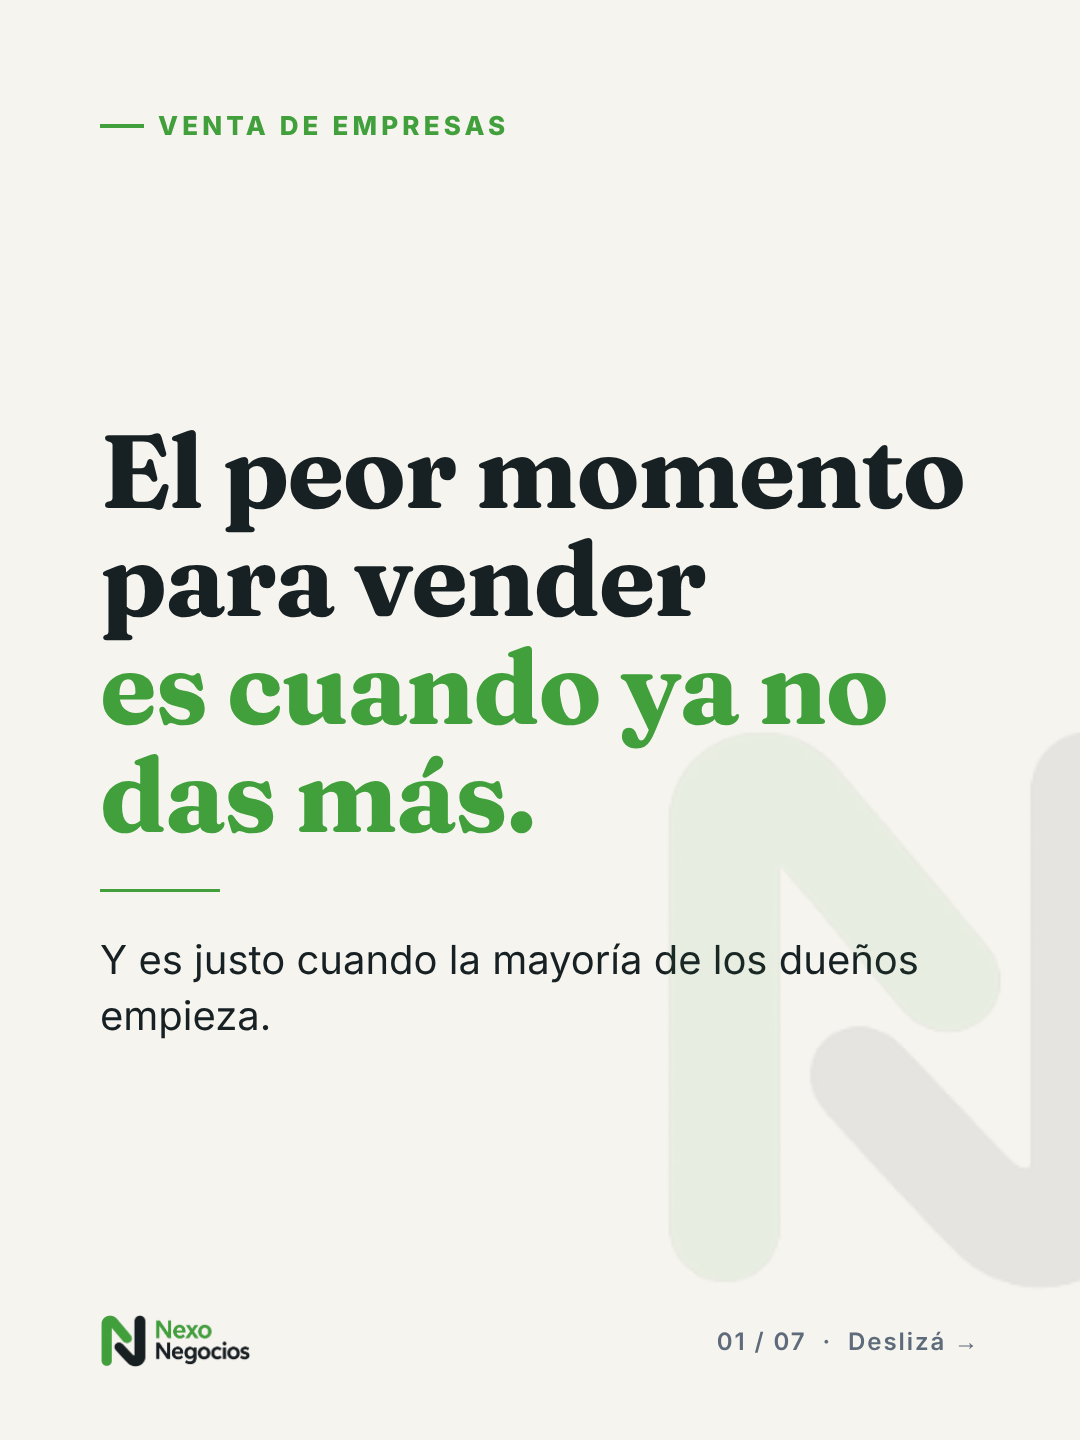 VENTA DE EMPRESAS
El peor momento
para vender
es cuando ya no
das más.
Y es justo cuando la mayoría de los dueños
empieza.
Nexo
Negocios
01 / 07 · Deslizá →